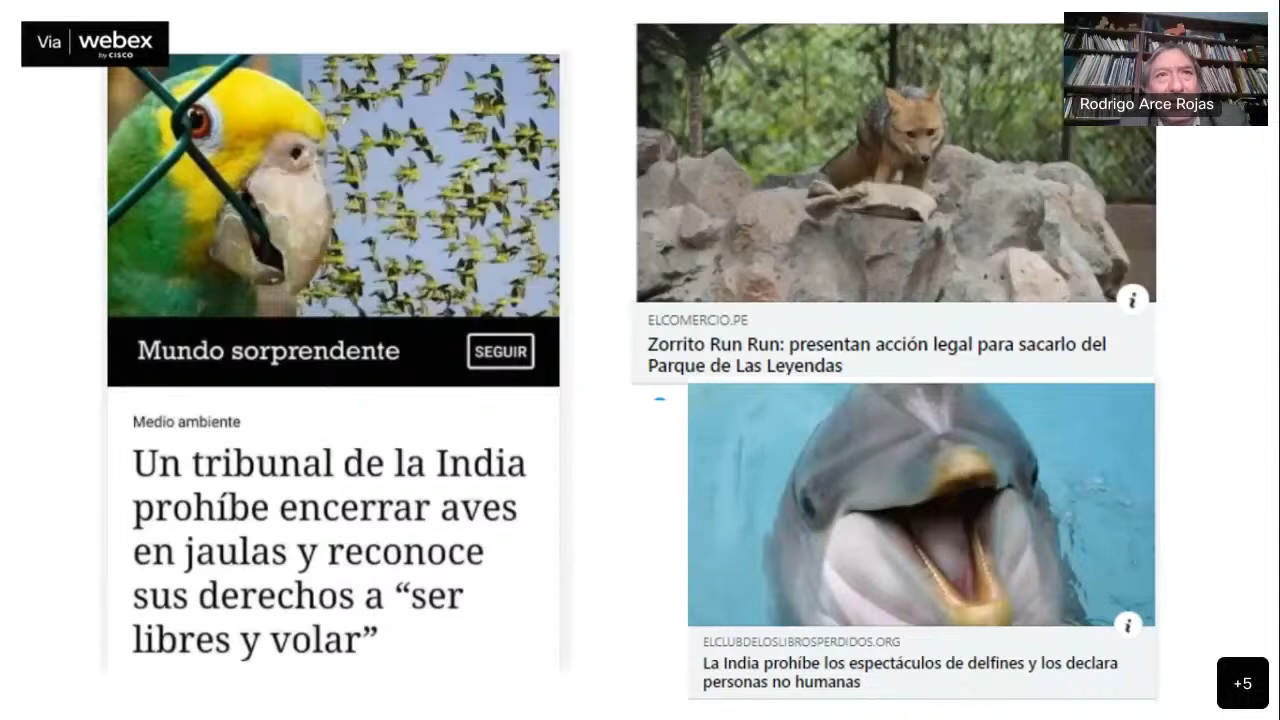 Via webex
by CISCO
Rodrigo Arce Rojas
Mundo sorprendente
SEGUIR
Medio ambiente
Un tribunal de la India
prohíbe encerrar aves
en jaulas y reconoce
sus derechos a “ser
libres y volar”
i
ELCOMERCIO.PE
Zorrito Run Run: presentan acción legal para sacarlo del
Parque de Las Leyendas
i
ELCLUBDELOSLIBROSPERDIDOS.ORG
La India prohíbe los espectáculos de delfines y los declara
personas no humanas
+5